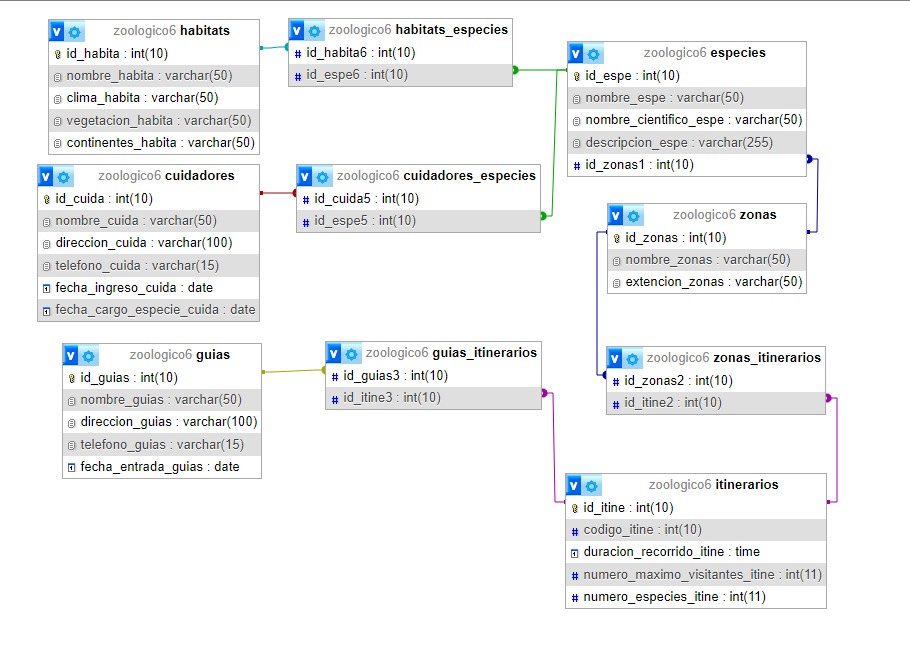 zoologico6 habitats
id_habita : int(10)
nombre_habita : varchar(50)
clima_habita : varchar(50)
vegetacion_habita : varchar(50)
continentes_habita : varchar(50)
zoologico6 habitats_especies
id_habita6 : int(10)
id_espe6 : int(10)
zoologico6 especies
id_espe : int(10)
nombre_espe : varchar(50)
nombre_cientifico_espe : varchar(50)
descripcion_espe : varchar(255)
id_zonas1 : int(10)
zoologico6 cuidadores
id_cuida : int(10)
nombre_cuida : varchar(50)
direccion_cuida : varchar(100)
telefono_cuida : varchar(15)
fecha_ingreso_cuida : date
fecha_cargo_especie_cuida : date
zoologico6 cuidadores_especies
id_cuida5 : int(10)
id_espe5 : int(10)
zoologico6 zonas
id_zonas : int(10)
nombre_zonas : varchar(50)
extencion_zonas : varchar(50)
zoologico6 guias
id_guias : int(10)
nombre_guias : varchar(50)
direccion_guias : varchar(100)
telefono_guias : varchar(15)
fecha_entrada_guias : date
zoologico6 guias_itinerarios
id_guias3 : int(10)
id_itine3 : int(10)
zoologico6 zonas_itinerarios
id_zonas2 : int(10)
id_itine2 : int(10)
zoologico6 itinerarios
id_itine : int(10)
codigo_itine : int(10)
duracion_recorrido_itine : time
numero_maximo_visitantes_itine : int(11)
numero_especies_itine : int(11)